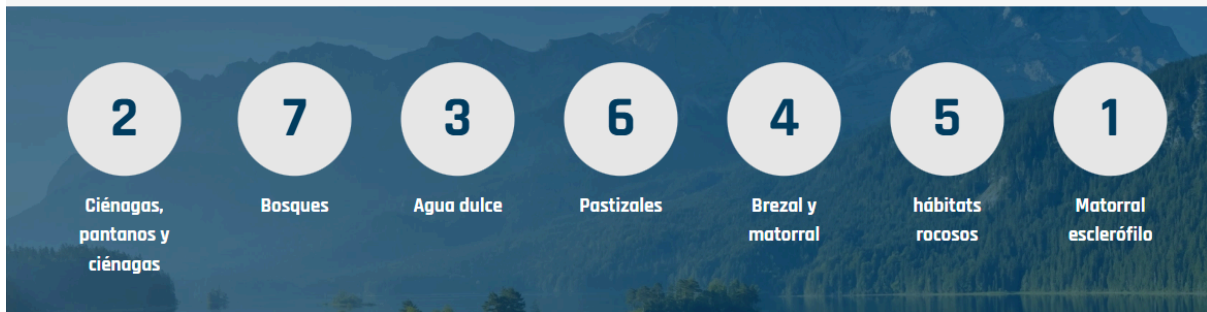 2
7
3
6
4
5
1
Ciénagas,
pantanos y
ciénagas
Bosques
Agua dulce
Pastizales
Brezal y
matorral
hábitats
rocosos
Matorral
esclerófilo